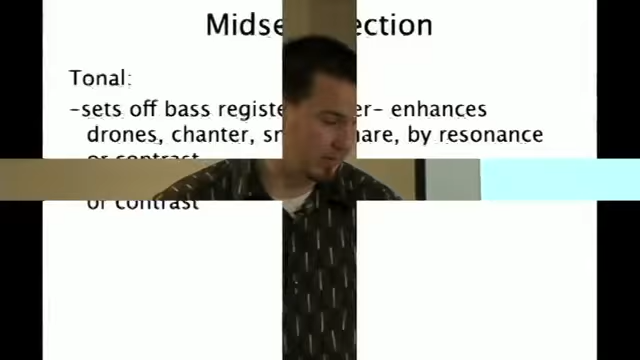 Midse ection
Tonal:
-sets off bass registe er- enhances
drones, chanter, sn nare, by resonance
or contrast
or contrast